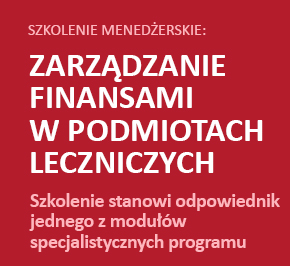 SZKOLENIE MENEDŻERSKIE:
ZARZĄDZANIE
FINANSAMI
W PODMIOTACH
LECZNICZYCH
Szkolenie stanowi odpowiednik
jednego z modułów
specjalistycznych programu